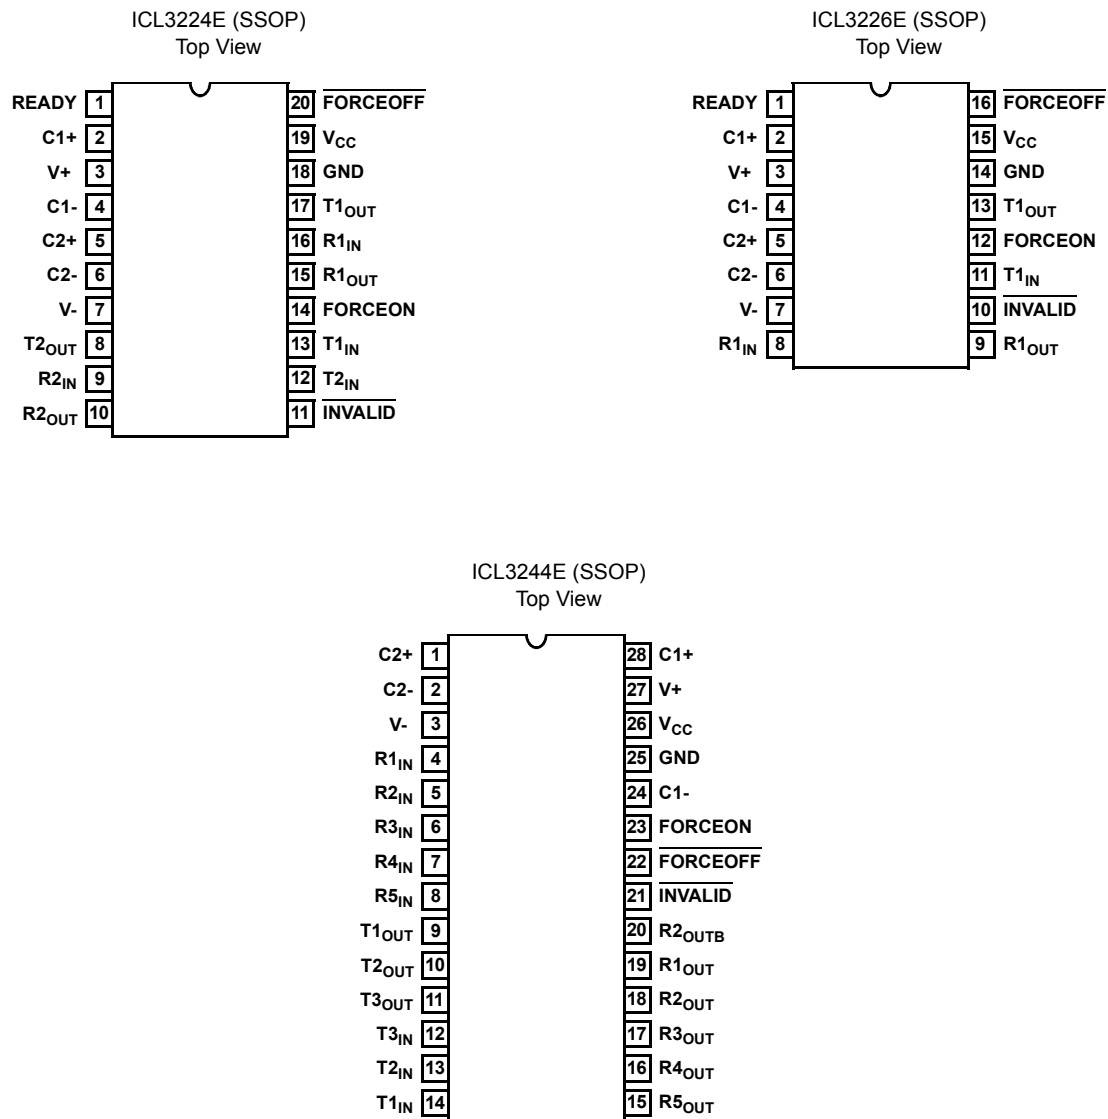 ICL3224E (SSOP)
Top View
READY 1 20 FORCEOFF
C1+ 2 19 VCC
V+ 3 18 GND
C1- 4 17 T1OUT
C2+ 5 16 R1IN
C2- 6 15 R1OUT
V- 7 14 FORCEON
T2OUT 8 13 T1IN
R2IN 9 12 T2IN
R2OUT 10 11 INVALID
ICL3226E (SSOP)
Top View
READY 1 16 FORCEOFF
C1+ 2 15 VCC
V+ 3 14 GND
C1- 4 13 T1OUT
C2+ 5 12 FORCEON
C2- 6 11 T1IN
V- 7 10 INVALID
R1IN 8 9 R1OUT
ICL3244E (SSOP)
Top View
C2+ 1 28 C1+
C2- 2 27 V+
V- 3 26 VCC
R1IN 4 25 GND
R2IN 5 24 C1-
R3IN 6 23 FORCEON
R4IN 7 22 FORCEOFF
R5IN 8 21 INVALID
T1OUT 9 20 R2OUTB
T2OUT 10 19 R1OUT
T3OUT 11 18 R2OUT
T3IN 12 17 R3OUT
T2IN 13 16 R4OUT
T1IN 14 15 R5OUT